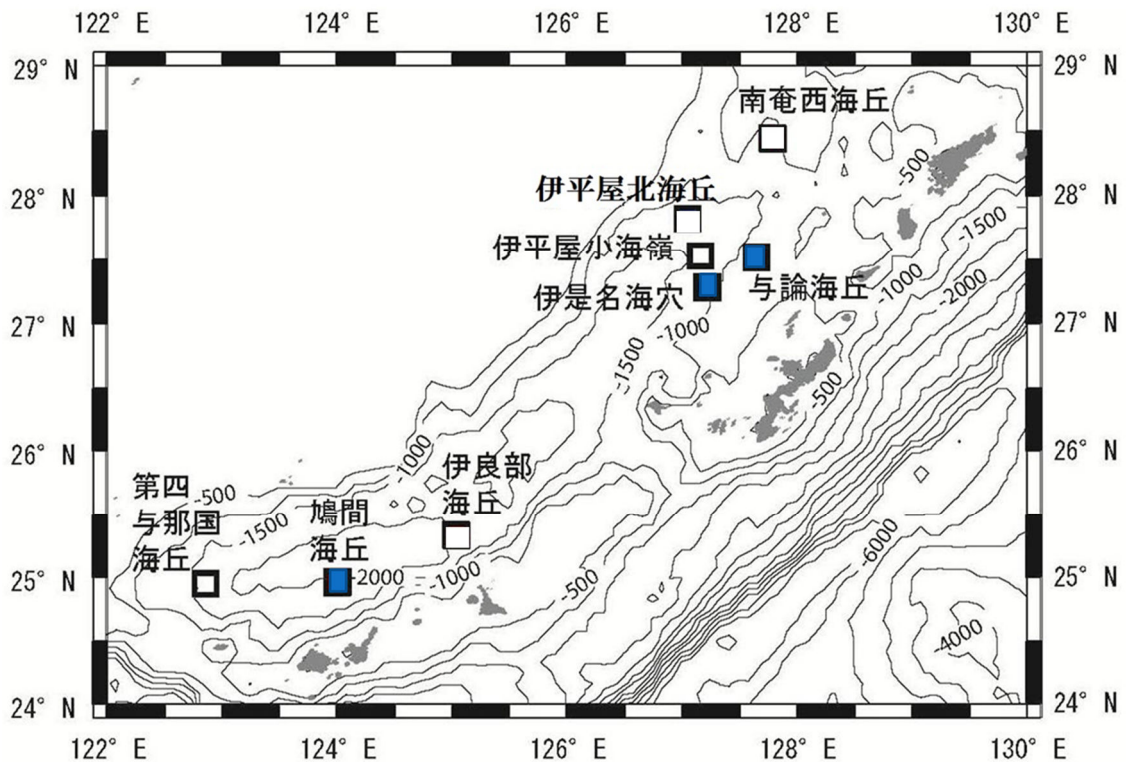 122° E 124° E 126° E 128° E 130° E
29° N 29° N
南奄西海丘
-500
28° N 28° N
伊平屋北海丘
-1500
伊平屋小海嶺
与論海丘
-1000
-2000
伊是名海穴
27° N 27° N
-1000
-1500
-500
26° N 26° N
-1000
伊良部
海丘
第四
与那国
海丘
-500
-1500
鳩間
海丘
-6000
25° N 25° N
-2000
-1000
-500
-4000
24° N 24° N
122° E 124° E 126° E 128° E 130° E